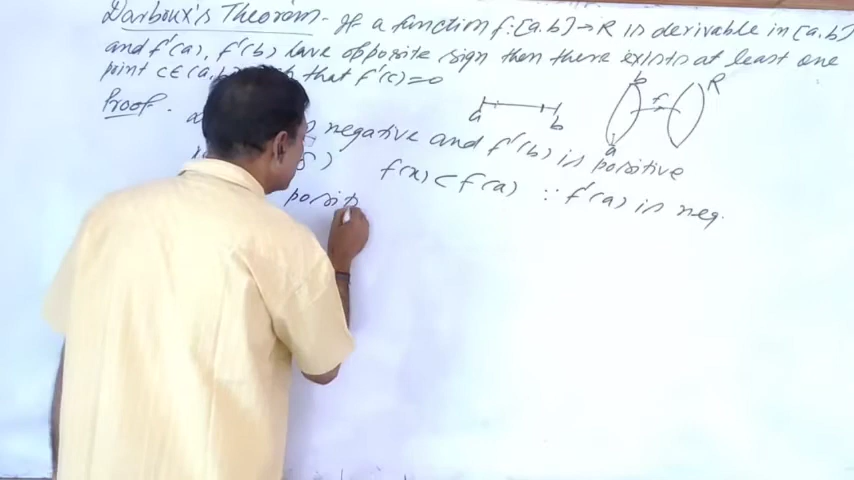 Darboux's Theorem - If a function f:[a.b]→R is derivable in [a.b]
and f'(a), f'(b) have opposite sign then there exists at least one
point c∈(a,b that f'(c)=0
Proof.
a b
b f R
a
negative and f'(b) is positive
δ) f(x) < f(a) ∵ f'(a) is neg.
positi